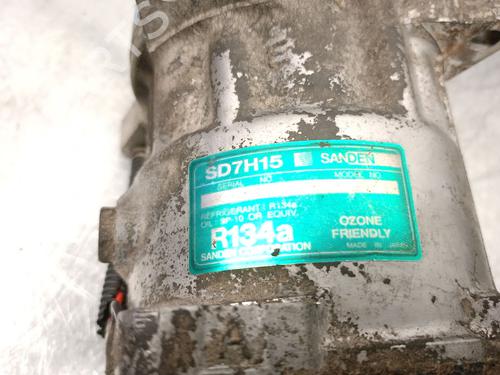 SD7H15 SANDEN
SERIAL NO. MODEL NO.
REFRIGERANT : R134a
OIL : SP-10 OR EQUIV.
R134a
OZONE
FRIENDLY
SANDEN CORPORATION
MADE IN JAPAN